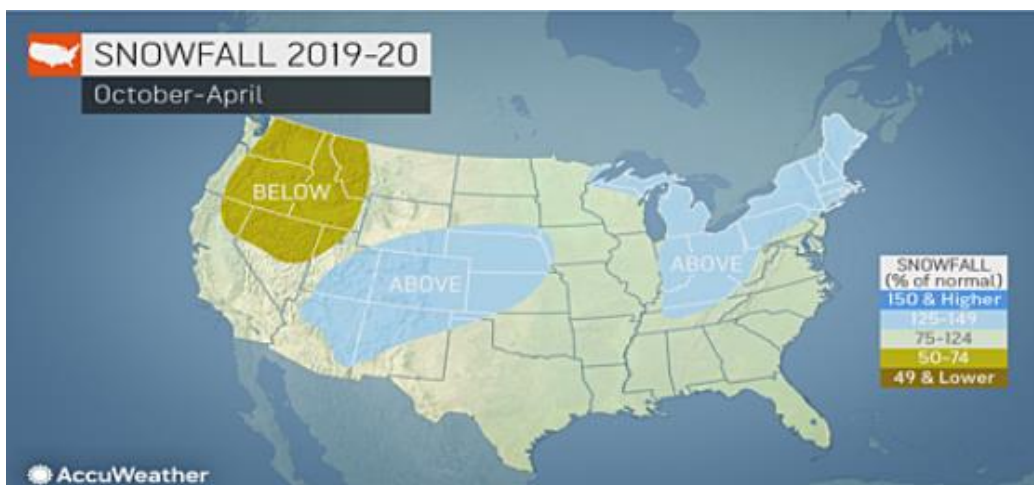 SNOWFALL 2019-20
October-April
BELOW
ABOVE
ABOVE
SNOWFALL
(% of normal)
150 & Higher
125-149
75-124
50-74
49 & Lower
AccuWeather